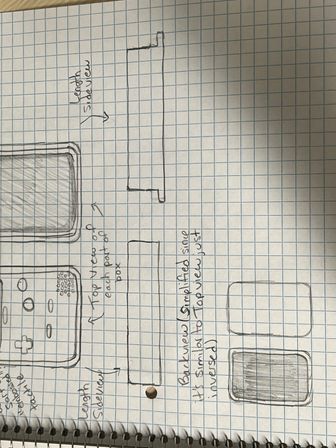 Length
Sideview
Top view of
each part of
box
Length
sideview
Backview (Simplified since
it's similar to Topview just
inversed)